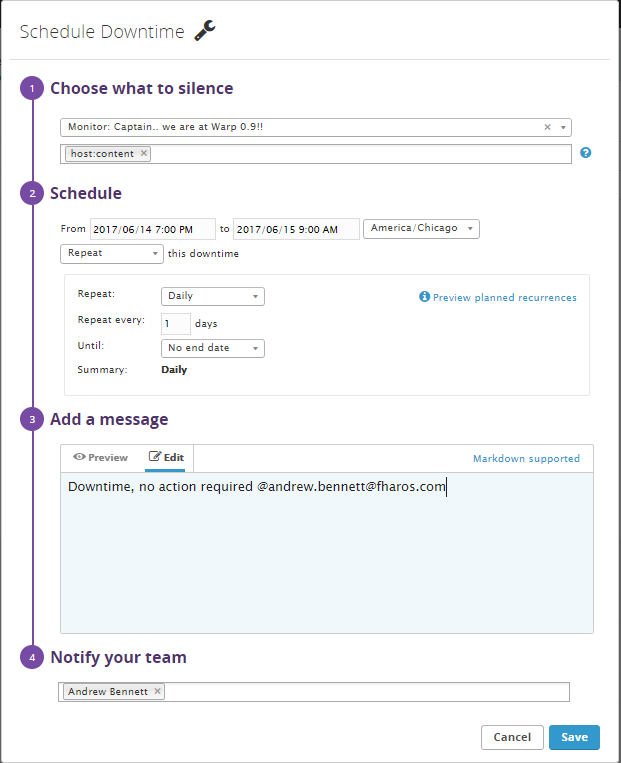 Schedule Downtime
1 Choose what to silence
Monitor: Captain.. we are at Warp 0.9!! ×
host:content × ?
2 Schedule
From 2017/06/14 7:00 PM to 2017/06/15 9:00 AM America/Chicago
Repeat this downtime
Repeat: Daily Preview planned recurrences
Repeat every: 1 days
Until: No end date
Summary: Daily
3 Add a message
Preview Edit Markdown supported
Downtime, no action required @andrew.bennett@fharos.com
4 Notify your team
Andrew Bennett ×
Cancel Save